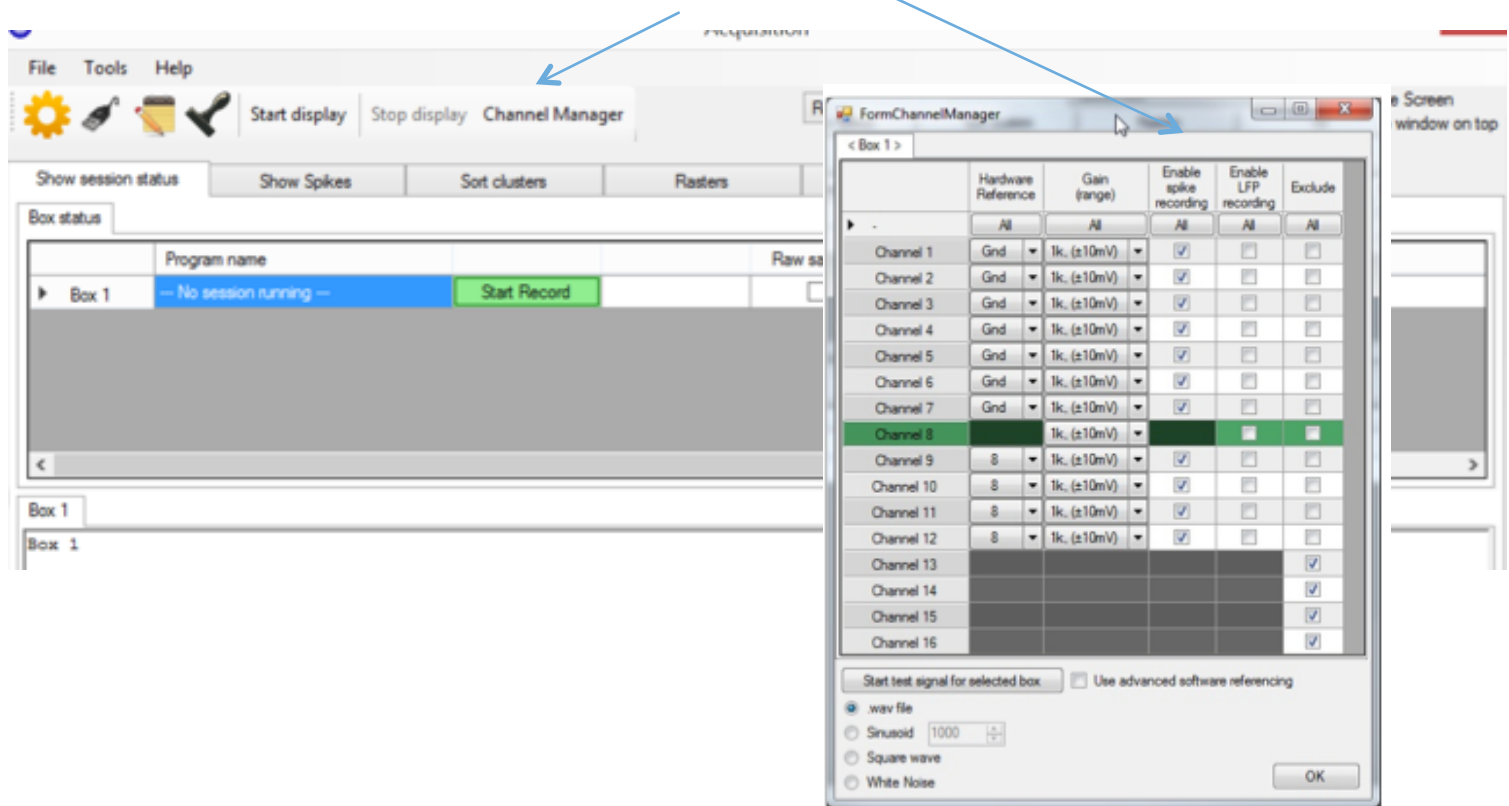 Acquisition
File Tools Help
Start display Stop display Channel Manager
Screen
window on top
Show session status Show Spikes Sort clusters Rasters
Box status
Program name Raw sa
Box 1 -- No session running -- Start Record
Box 1
Box 1
FormChannelManager
< Box 1 >
Hardware Reference Gain (range) Enable spike recording Enable LFP recording Exclude
- All All All All All
Channel 1 Gnd 1k, (±10mV)
Channel 2 Gnd 1k, (±10mV)
Channel 3 Gnd 1k, (±10mV)
Channel 4 Gnd 1k, (±10mV)
Channel 5 Gnd 1k, (±10mV)
Channel 6 Gnd 1k, (±10mV)
Channel 7 Gnd 1k, (±10mV)
Channel 8 1k, (±10mV)
Channel 9 8 1k, (±10mV)
Channel 10 8 1k, (±10mV)
Channel 11 8 1k, (±10mV)
Channel 12 8 1k, (±10mV)
Channel 13
Channel 14
Channel 15
Channel 16
Start test signal for selected box Use advanced software referencing
.wav file
Sinusoid 1000
Square wave
White Noise
OK